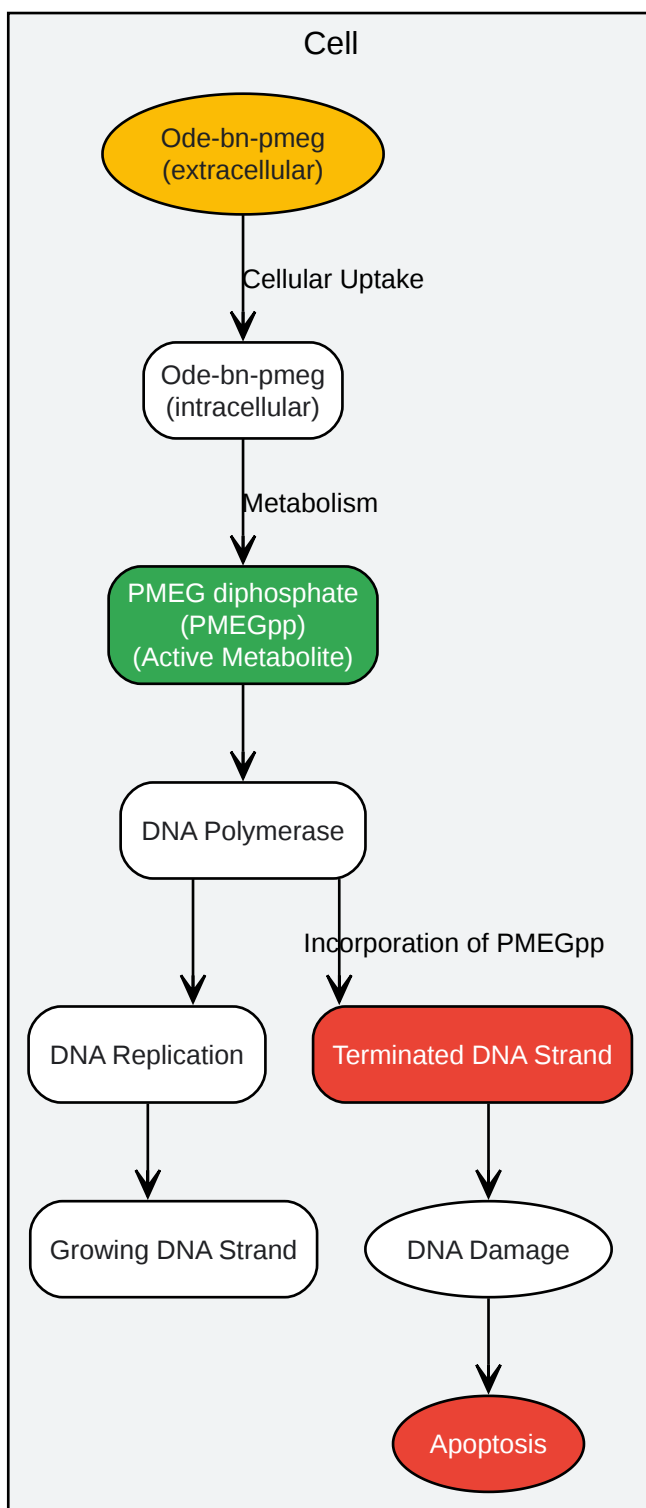 Cell
Ode-bn-pmeg
(extracellular)
Cellular Uptake
Ode-bn-pmeg
(intracellular)
Metabolism
PMEG diphosphate
(PMEGpp)
(Active Metabolite)
DNA Polymerase
Incorporation of PMEGpp
DNA Replication
Terminated DNA Strand
Growing DNA Strand
DNA Damage
Apoptosis